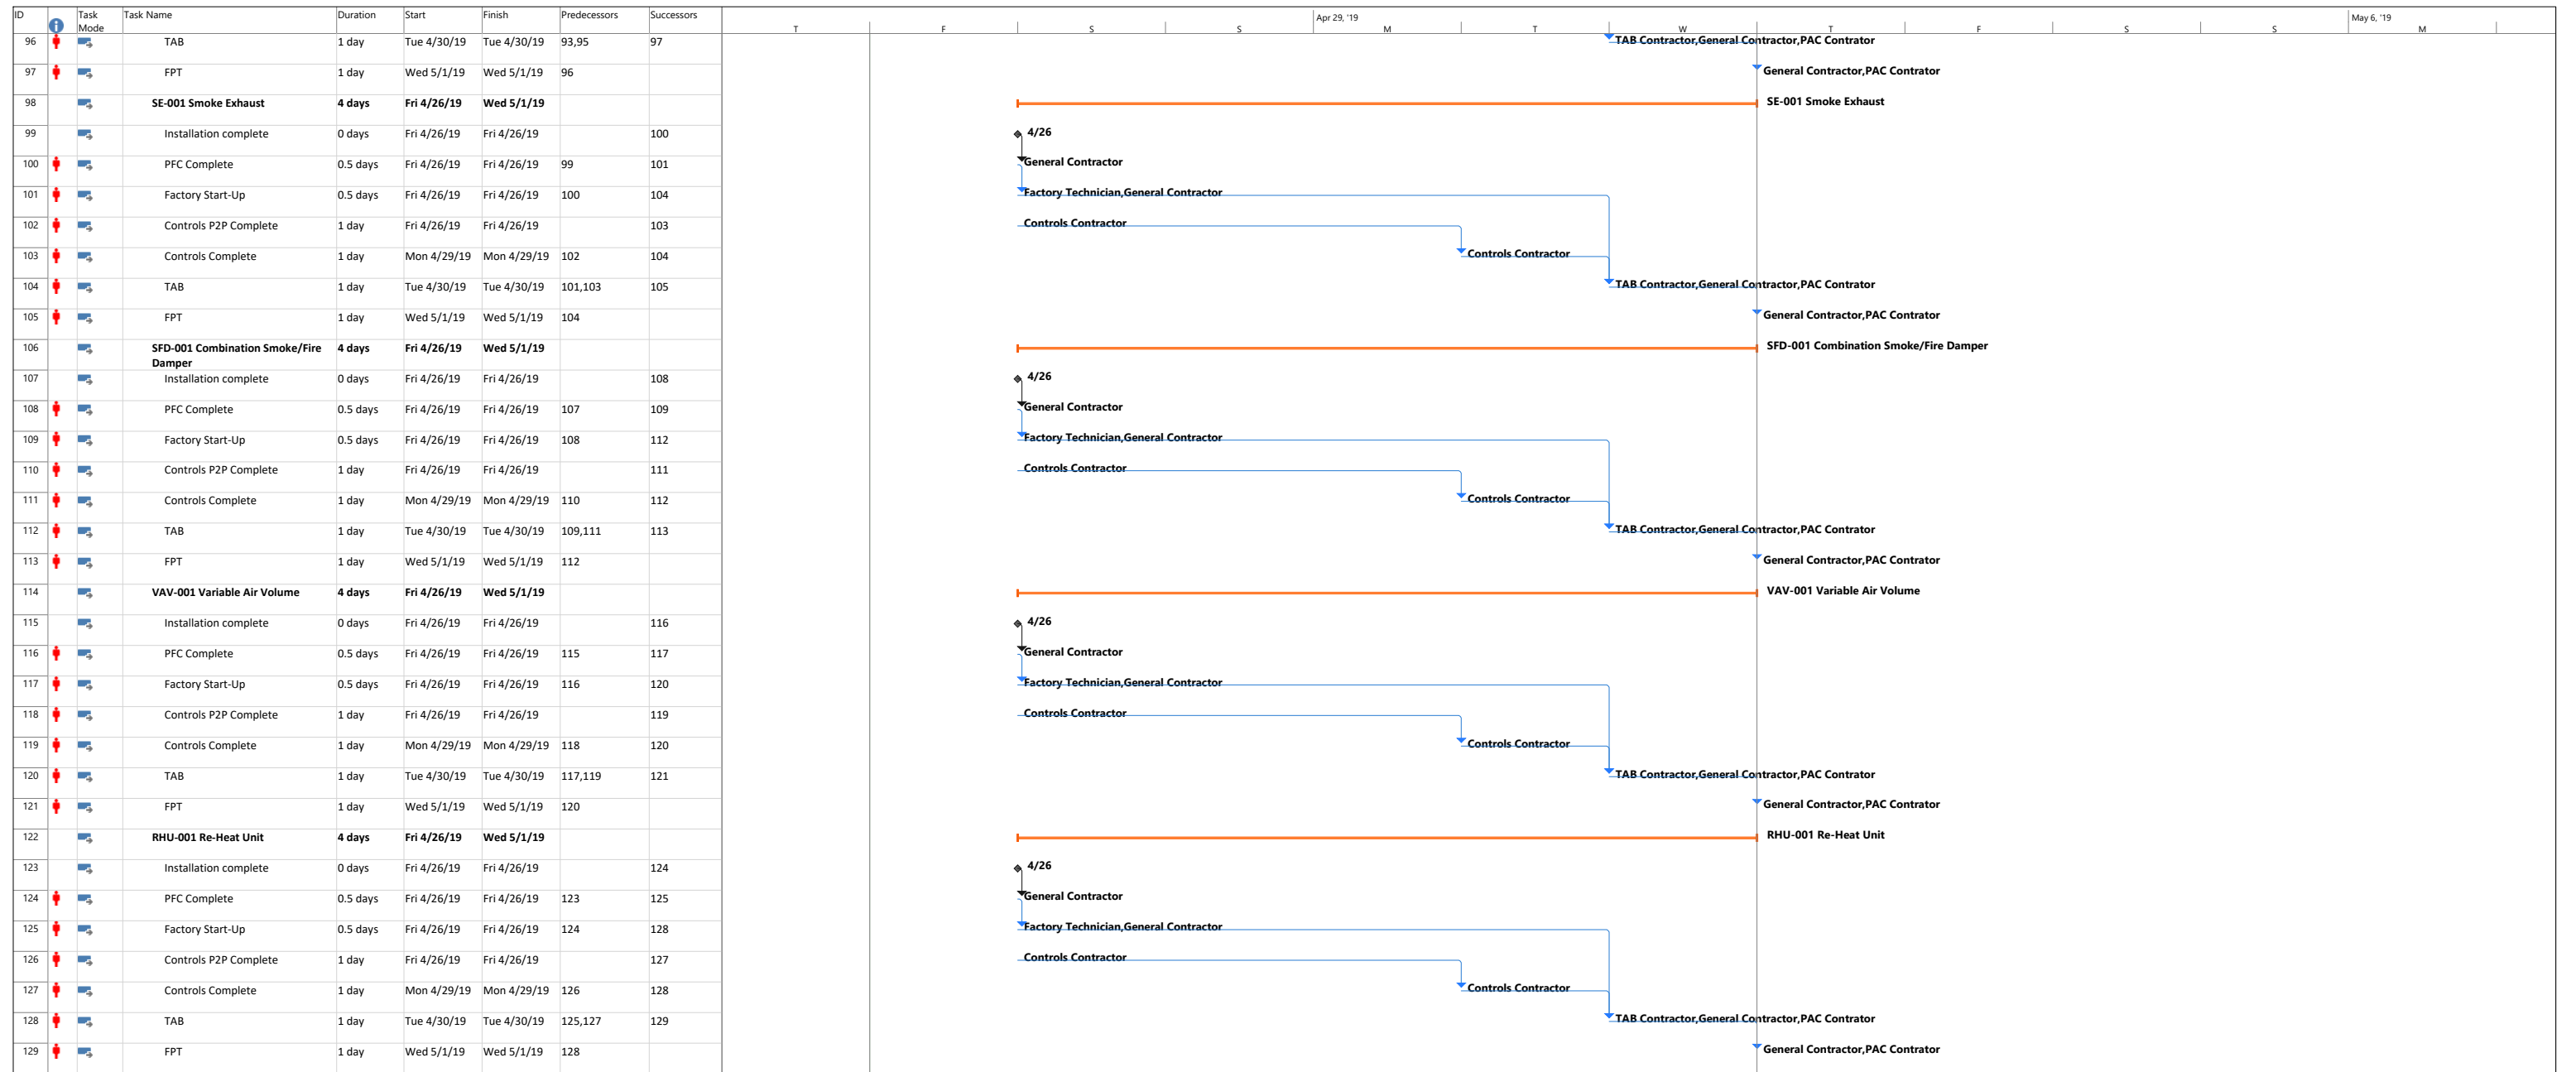 ID Task Mode Task Name Duration Start Finish Predecessors Successors Apr 29, '19 May 6, '19
T F S S M T W T F S S M
96 TAB 1 day Tue 4/30/19 Tue 4/30/19 93,95 97 TAB Contractor,General Contractor,PAC Contrator
97 FPT 1 day Wed 5/1/19 Wed 5/1/19 96 General Contractor,PAC Contrator
98 SE-001 Smoke Exhaust 4 days Fri 4/26/19 Wed 5/1/19 SE-001 Smoke Exhaust
99 Installation complete 0 days Fri 4/26/19 Fri 4/26/19 100 4/26
100 PFC Complete 0.5 days Fri 4/26/19 Fri 4/26/19 99 101 General Contractor
101 Factory Start-Up 0.5 days Fri 4/26/19 Fri 4/26/19 100 104 Factory Technician,General Contractor
102 Controls P2P Complete 1 day Fri 4/26/19 Fri 4/26/19 103 Controls Contractor
103 Controls Complete 1 day Mon 4/29/19 Mon 4/29/19 102 104 Controls Contractor
104 TAB 1 day Tue 4/30/19 Tue 4/30/19 101,103 105 TAB Contractor,General Contractor,PAC Contrator
105 FPT 1 day Wed 5/1/19 Wed 5/1/19 104 General Contractor,PAC Contrator
106 SFD-001 Combination Smoke/Fire 4 days Fri 4/26/19 Wed 5/1/19 SFD-001 Combination Smoke/Fire Damper
Damper
107 Installation complete 0 days Fri 4/26/19 Fri 4/26/19 108 4/26
108 PFC Complete 0.5 days Fri 4/26/19 Fri 4/26/19 107 109 General Contractor
109 Factory Start-Up 0.5 days Fri 4/26/19 Fri 4/26/19 108 112 Factory Technician,General Contractor
110 Controls P2P Complete 1 day Fri 4/26/19 Fri 4/26/19 111 Controls Contractor
111 Controls Complete 1 day Mon 4/29/19 Mon 4/29/19 110 112 Controls Contractor
112 TAB 1 day Tue 4/30/19 Tue 4/30/19 109,111 113 TAB Contractor,General Contractor,PAC Contrator
113 FPT 1 day Wed 5/1/19 Wed 5/1/19 112 General Contractor,PAC Contrator
114 VAV-001 Variable Air Volume 4 days Fri 4/26/19 Wed 5/1/19 VAV-001 Variable Air Volume
115 Installation complete 0 days Fri 4/26/19 Fri 4/26/19 116 4/26
116 PFC Complete 0.5 days Fri 4/26/19 Fri 4/26/19 115 117 General Contractor
117 Factory Start-Up 0.5 days Fri 4/26/19 Fri 4/26/19 116 120 Factory Technician,General Contractor
118 Controls P2P Complete 1 day Fri 4/26/19 Fri 4/26/19 119 Controls Contractor
119 Controls Complete 1 day Mon 4/29/19 Mon 4/29/19 118 120 Controls Contractor
120 TAB 1 day Tue 4/30/19 Tue 4/30/19 117,119 121 TAB Contractor,General Contractor,PAC Contrator
121 FPT 1 day Wed 5/1/19 Wed 5/1/19 120 General Contractor,PAC Contrator
122 RHU-001 Re-Heat Unit 4 days Fri 4/26/19 Wed 5/1/19 RHU-001 Re-Heat Unit
123 Installation complete 0 days Fri 4/26/19 Fri 4/26/19 124 4/26
124 PFC Complete 0.5 days Fri 4/26/19 Fri 4/26/19 123 125 General Contractor
125 Factory Start-Up 0.5 days Fri 4/26/19 Fri 4/26/19 124 128 Factory Technician,General Contractor
126 Controls P2P Complete 1 day Fri 4/26/19 Fri 4/26/19 127 Controls Contractor
127 Controls Complete 1 day Mon 4/29/19 Mon 4/29/19 126 128 Controls Contractor
128 TAB 1 day Tue 4/30/19 Tue 4/30/19 125,127 129 TAB Contractor,General Contractor,PAC Contrator
129 FPT 1 day Wed 5/1/19 Wed 5/1/19 128 General Contractor,PAC Contrator